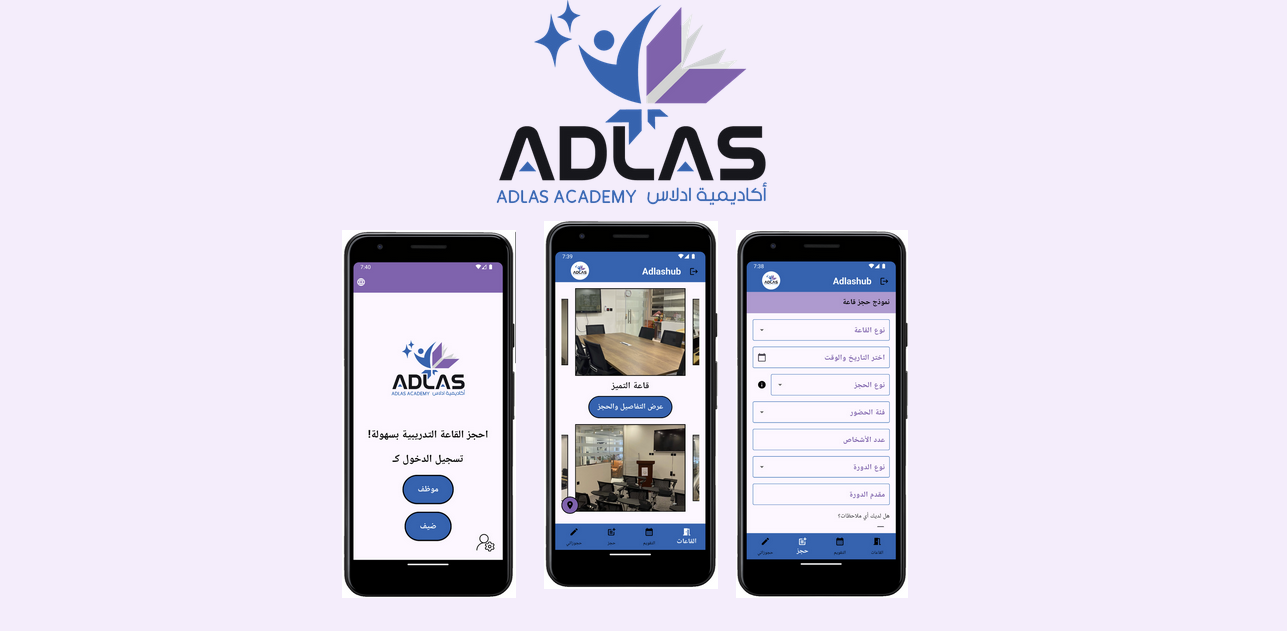 ADLAS
ADLAS ACADEMY أكاديمية ادلاس
7:40
ADLAS
ADLAS ACADEMY أكاديمية ادلاس
احجز القاعة التدريبية بسهولة!
تسجيل الدخول كـ
موظف
ضيف
7:39
ADLAS
Adlashub
قاعة التميز
عرض التفاصيل والحجز
القاعات
التقويم
حجز
حجوزاتي
7:38
ADLAS
Adlashub
نموذج حجز قاعة
نوع القاعة
اختر التاريخ والوقت
نوع الحجز
فئة الحضور
عدد الأشخاص
نوع الدورة
مقدم الدورة
هل لديك أي ملاحظات؟
القاعات
التقويم
حجز
حجوزاتي